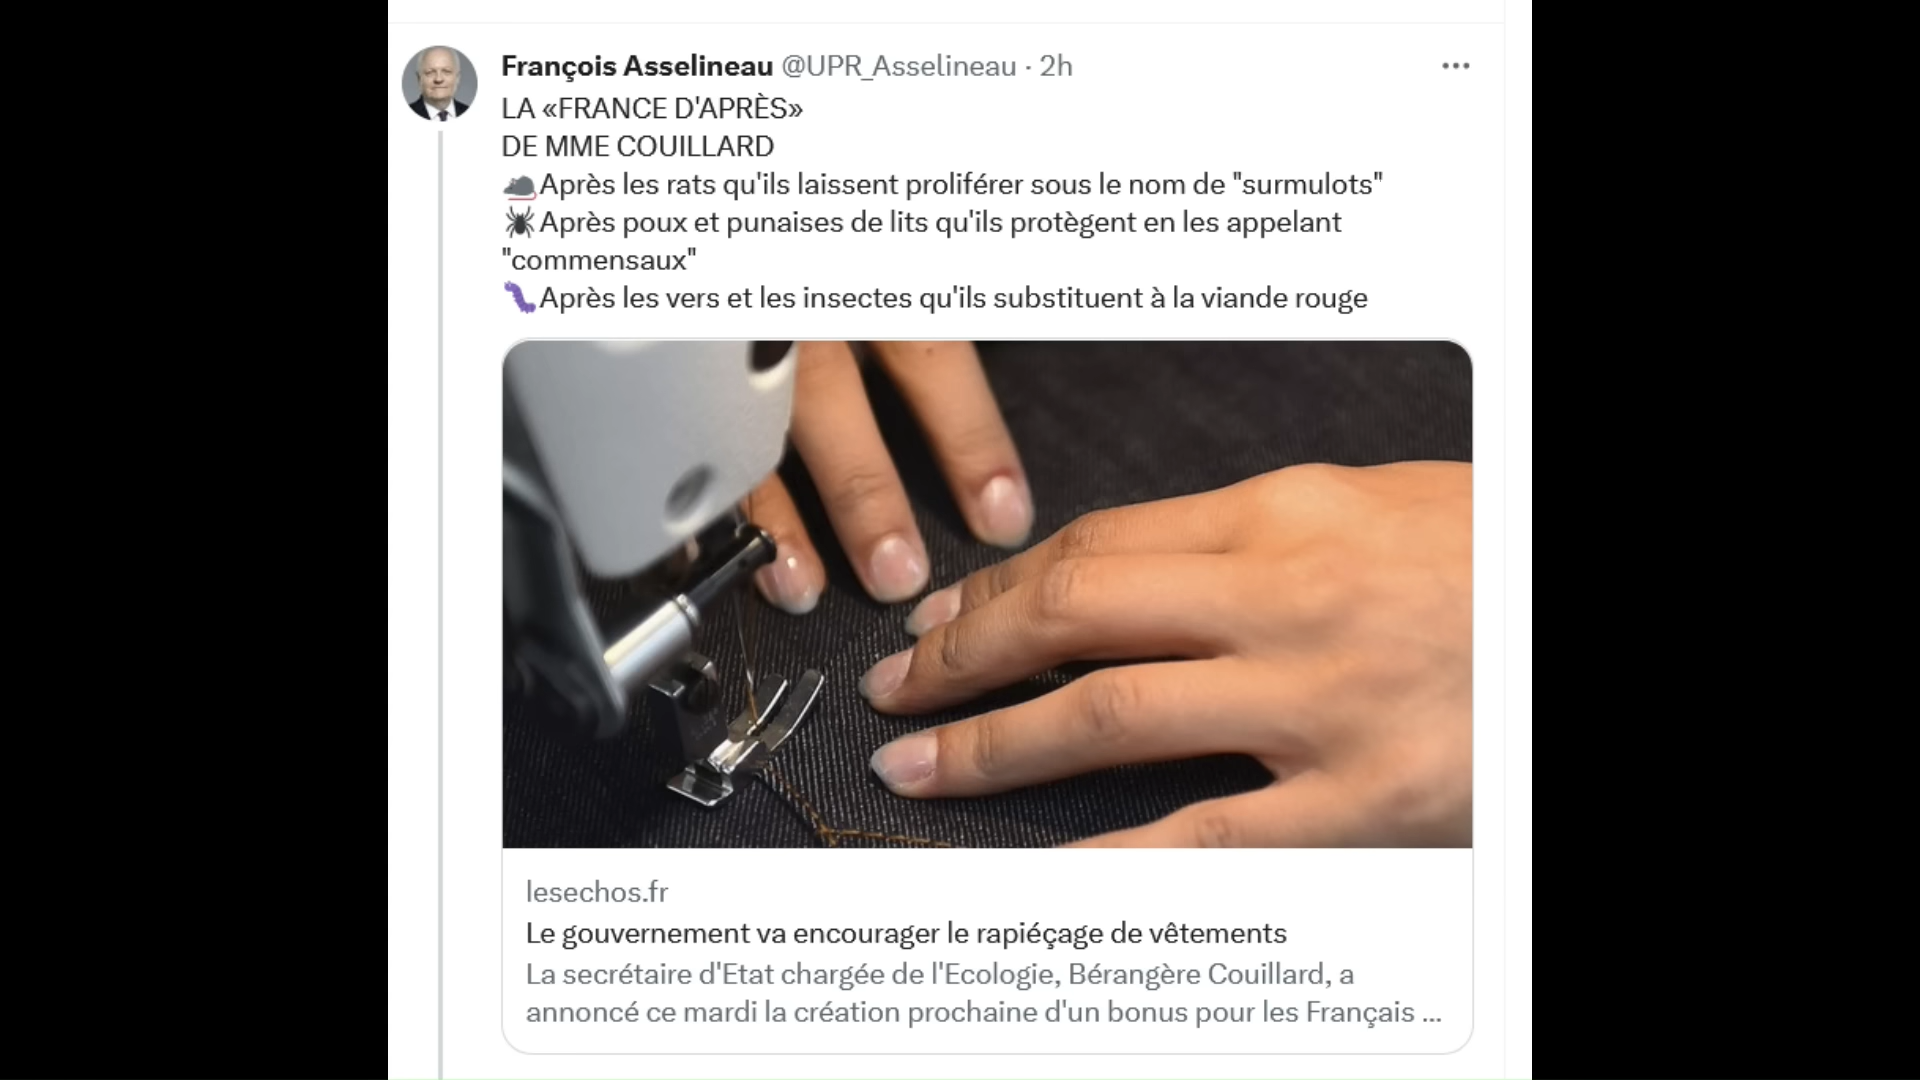 François Asselineau @UPR_Asselineau · 2h
LA «FRANCE D'APRÈS»
DE MME COUILLARD
🐀Après les rats qu'ils laissent proliférer sous le nom de "surmulots"
🕷Après poux et punaises de lits qu'ils protègent en les appelant
"commensaux"
🐛Après les vers et les insectes qu'ils substituent à la viande rouge
lesechos.fr
Le gouvernement va encourager le rapiéçage de vêtements
La secrétaire d'Etat chargée de l'Ecologie, Bérangère Couillard, a
annoncé ce mardi la création prochaine d'un bonus pour les Français ...